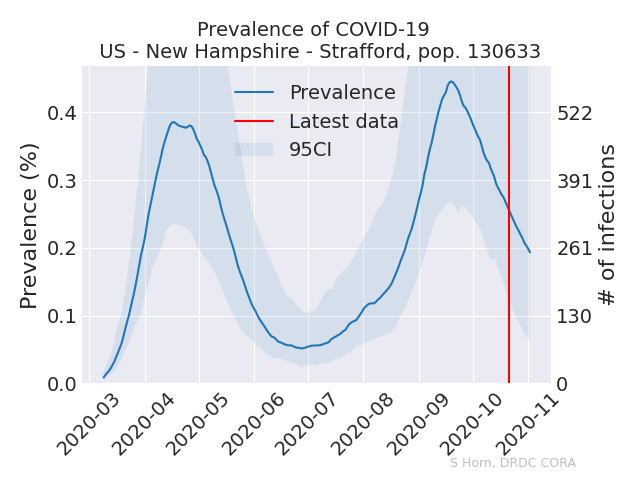 Prevalence of COVID-19
US - New Hampshire - Strafford, pop. 130633
Prevalence
Latest data
95CI
Prevalence (%)
0.4
0.3
0.2
0.1
0.0
522
391
261
130
0
# of infections
2020-03
2020-04
2020-05
2020-06
2020-07
2020-08
2020-09
2020-10
2020-11
S Horn, DRDC CORA